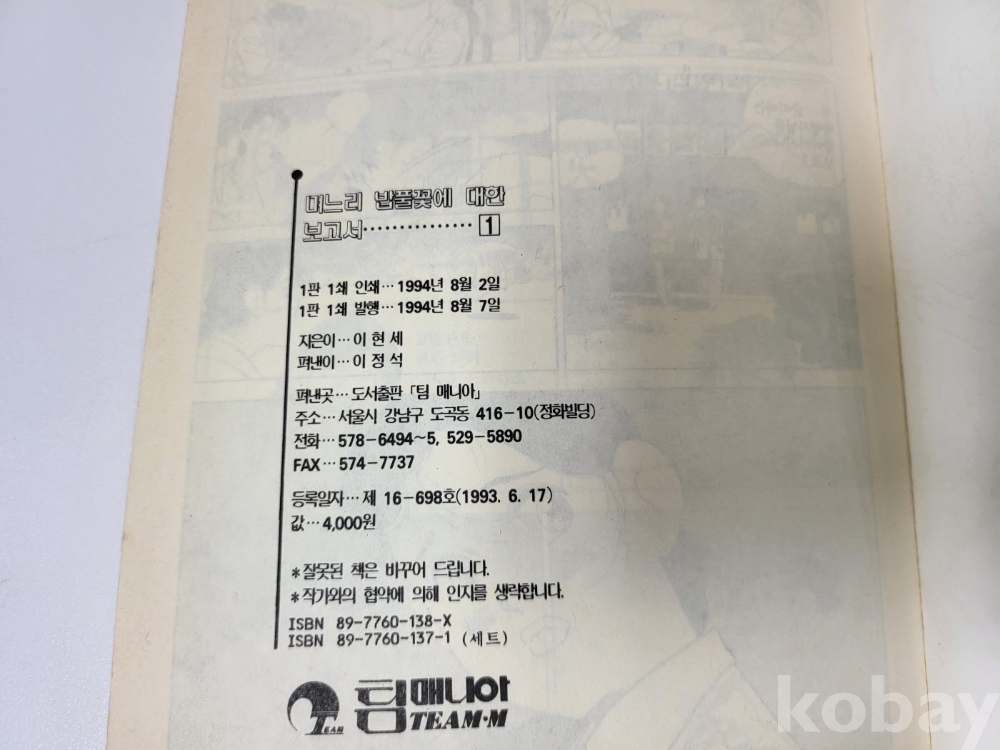 며느리 밥풀꽃에 대한
보고서··············· 1
1판 1쇄 인쇄···1994년 8월 2일
1판 1쇄 발행···1994년 8월 7일
지은이···이 현 세
펴낸이···이 정 석
펴낸곳···도서출판 「팀 매니아」
주소···서울시 강남구 도곡동 416-10(정화빌딩)
전화···578-6494~5, 529-5890
FAX···574-7737
등록일자···제 16-698호(1993. 6. 17)
값···4,000원
*잘못된 책은 바꾸어 드립니다.
*작가와의 협약에 의해 인지를 생략합니다.
ISBN 89-7760-138-X
ISBN 89-7760-137-1 (세트)
TEAM
팀매니아
TEAM·M
kobay